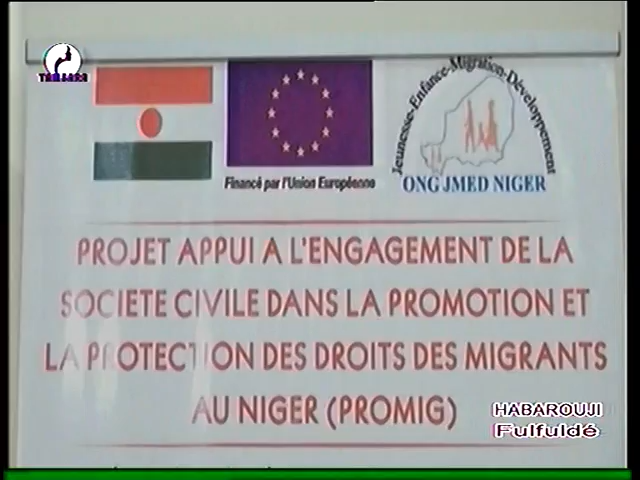 TAMBARA
Jeunesse-Enfance-Migration-Développement
Financé par l'Union Européenne
ONG JMED NIGER
PROJET APPUI A L'ENGAGEMENT DE LA
SOCIETE CIVILE DANS LA PROMOTION ET
LA PROTECTION DES DROITS DES MIGRANTS
AU NIGER (PROMIG)
HABAROUJI
Fulfuldé